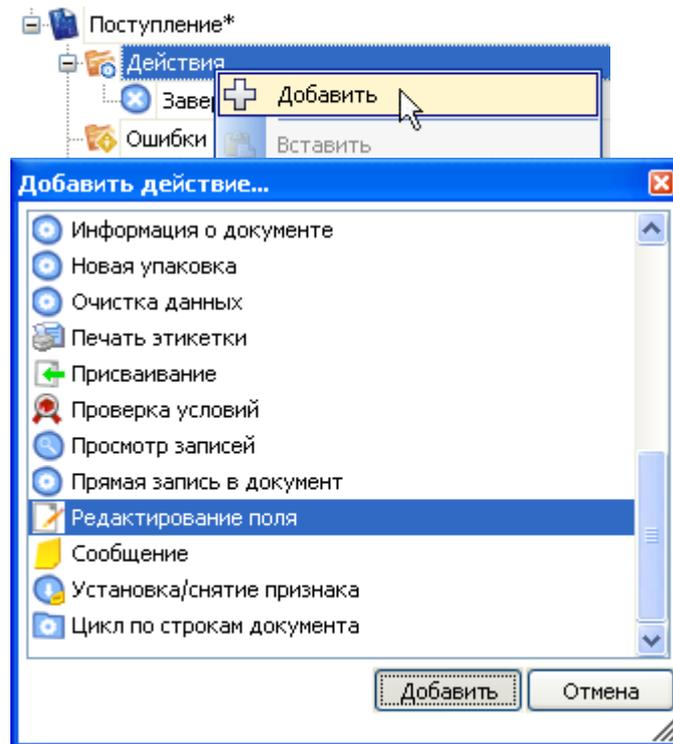 Поступление*
Действия
Добавить
Ошибки
Вставить
Добавить действие...
Информация о документе
Новая упаковка
Очистка данных
Печать этикетки
Присваивание
Проверка условий
Просмотр записей
Прямая запись в документ
Редактирование поля
Сообщение
Установка/снятие признака
Цикл по строкам документа
Добавить Отмена